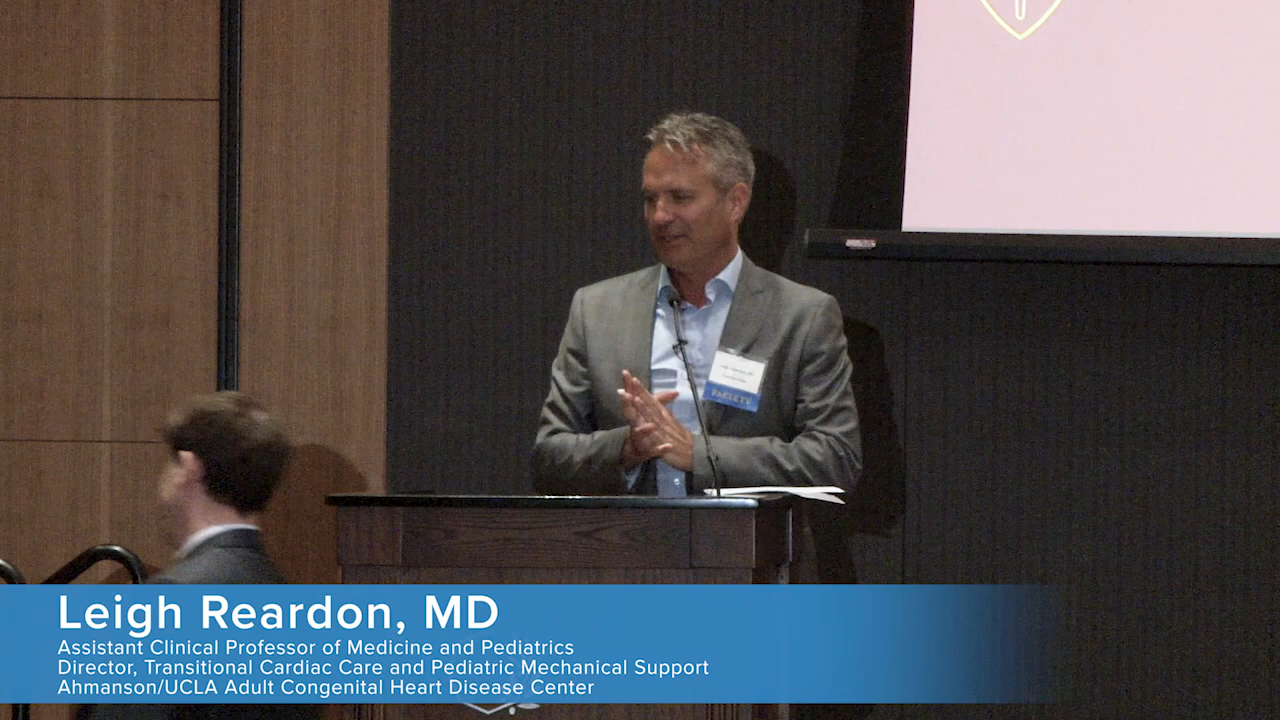 FACULTY
Leigh Reardon, MD
Assistant Clinical Professor of Medicine and Pediatrics
Director, Transitional Cardiac Care and Pediatric Mechanical Support
Ahmanson/UCLA Adult Congenital Heart Disease Center